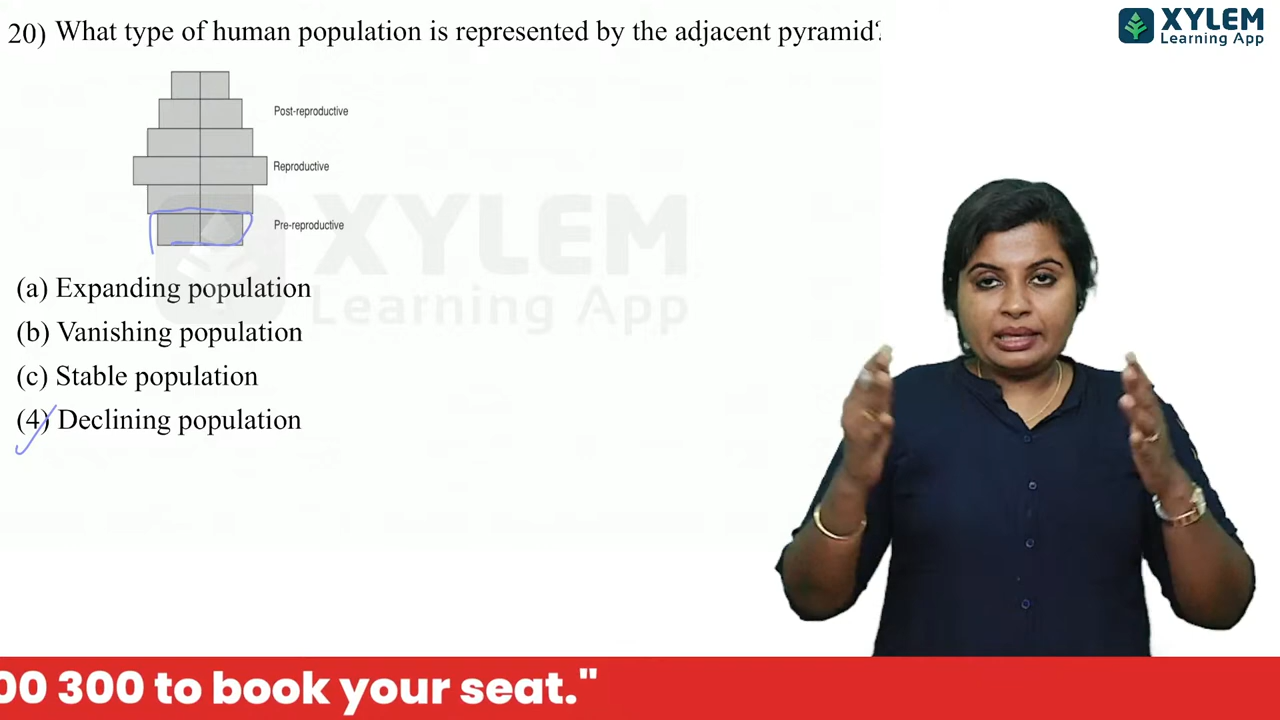 20) What type of human population is represented by the adjacent pyramid?
XYLEM
Learning App
Post-reproductive
Reproductive
Pre-reproductive
XYLEM
Learning App
(a) Expanding population
(b) Vanishing population
(c) Stable population
(4) Declining population
00 300 to book your seat."